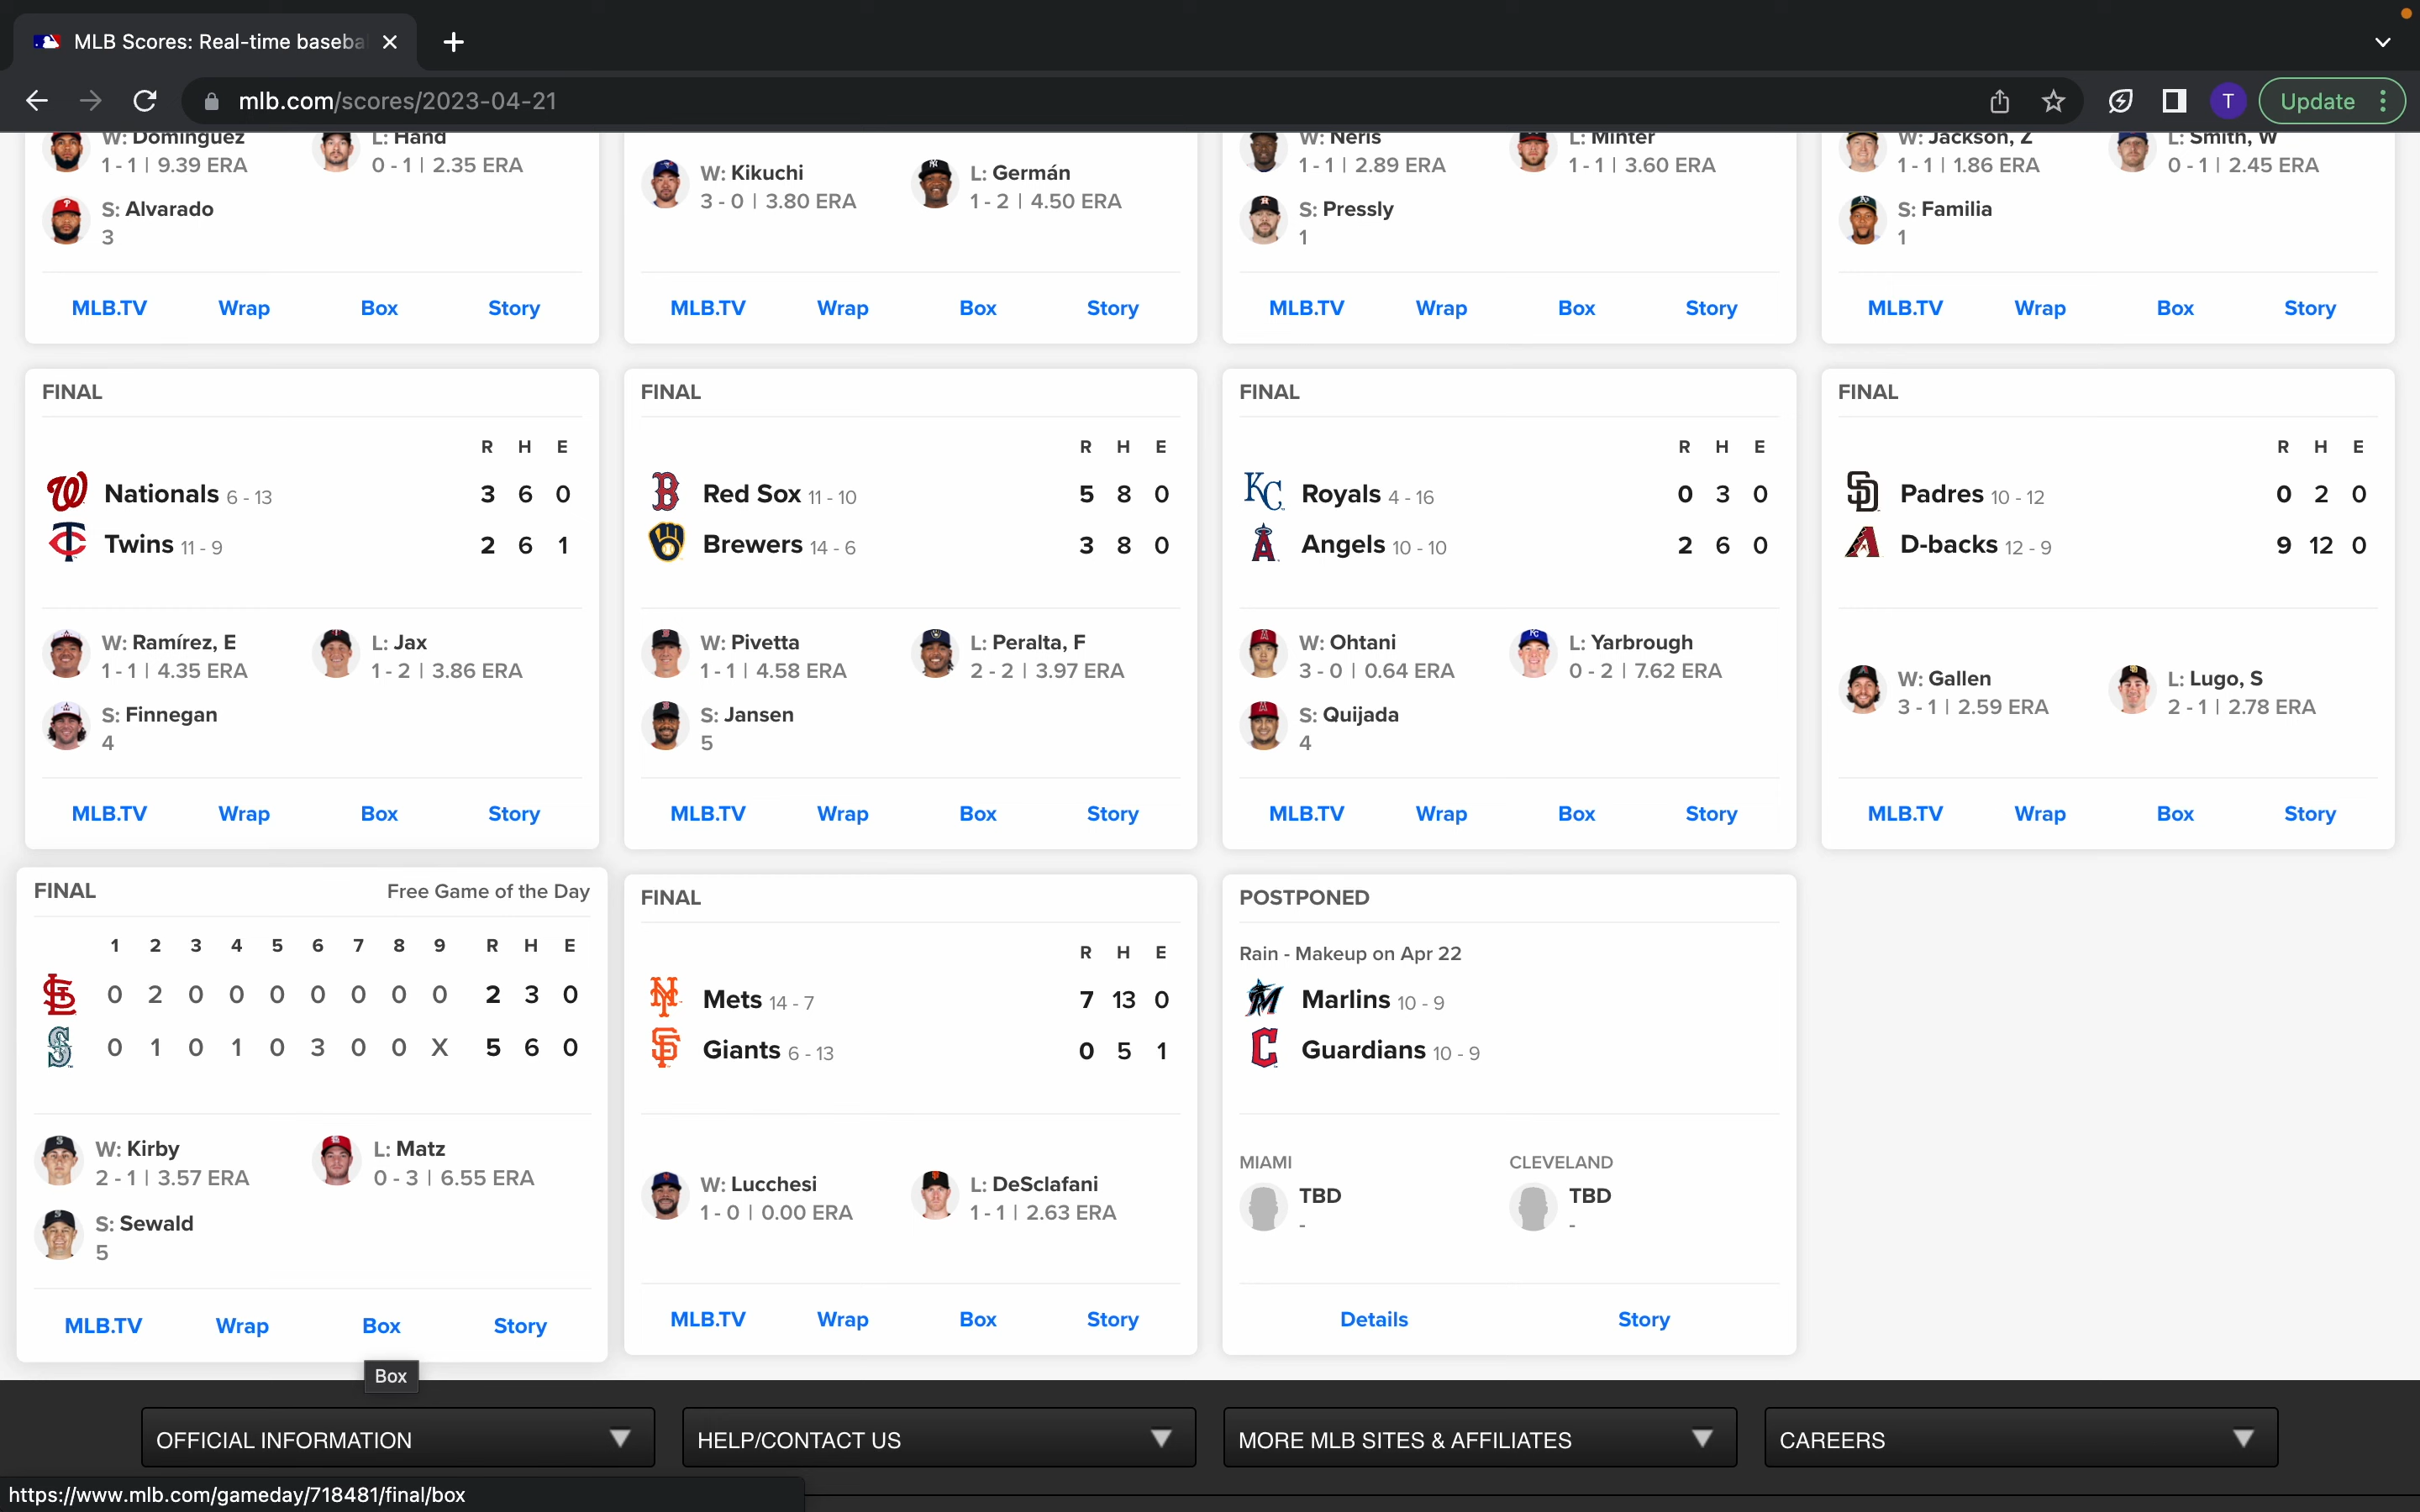 MLB Scores: Real-time baseba
mlb.com/scores/2023-04-21
T
Update
W: Domínguez L: Hand
1 - 1 | 9.39 ERA 0 - 1 | 2.35 ERA
S: Alvarado
3
MLB.TV Wrap Box Story
W: Kikuchi L: Germán
3 - 0 | 3.80 ERA 1 - 2 | 4.50 ERA
MLB.TV Wrap Box Story
W: Neris L: Minter
1 - 1 | 2.89 ERA 1 - 1 | 3.60 ERA
S: Pressly
1
MLB.TV Wrap Box Story
W: Jackson, Z L: Smith, W
1 - 1 | 1.86 ERA 0 - 1 | 2.45 ERA
S: Familia
1
MLB.TV Wrap Box Story
FINAL
R H E
Nationals 6 - 13 3 6 0
Twins 11 - 9 2 6 1
W: Ramírez, E L: Jax
1 - 1 | 4.35 ERA 1 - 2 | 3.86 ERA
S: Finnegan
4
MLB.TV Wrap Box Story
FINAL
R H E
Red Sox 11 - 10 5 8 0
Brewers 14 - 6 3 8 0
W: Pivetta L: Peralta, F
1 - 1 | 4.58 ERA 2 - 2 | 3.97 ERA
S: Jansen
5
MLB.TV Wrap Box Story
FINAL
R H E
Royals 4 - 16 0 3 0
Angels 10 - 10 2 6 0
W: Ohtani L: Yarbrough
3 - 0 | 0.64 ERA 0 - 2 | 7.62 ERA
S: Quijada
4
MLB.TV Wrap Box Story
FINAL
R H E
Padres 10 - 12 0 2 0
D-backs 12 - 9 9 12 0
W: Gallen L: Lugo, S
3 - 1 | 2.59 ERA 2 - 1 | 2.78 ERA
MLB.TV Wrap Box Story
FINAL Free Game of the Day
1 2 3 4 5 6 7 8 9 R H E
0 2 0 0 0 0 0 0 0 2 3 0
0 1 0 1 0 3 0 0 X 5 6 0
W: Kirby L: Matz
2 - 1 | 3.57 ERA 0 - 3 | 6.55 ERA
S: Sewald
5
MLB.TV Wrap Box Story
Box
FINAL
R H E
Mets 14 - 7 7 13 0
Giants 6 - 13 0 5 1
W: Lucchesi L: DeSclafani
1 - 0 | 0.00 ERA 1 - 1 | 2.63 ERA
MLB.TV Wrap Box Story
POSTPONED
Rain - Makeup on Apr 22
Marlins 10 - 9
Guardians 10 - 9
MIAMI CLEVELAND
TBD TBD
- -
Details Story
OFFICIAL INFORMATION HELP/CONTACT US MORE MLB SITES & AFFILIATES CAREERS
https://www.mlb.com/gameday/718481/final/box